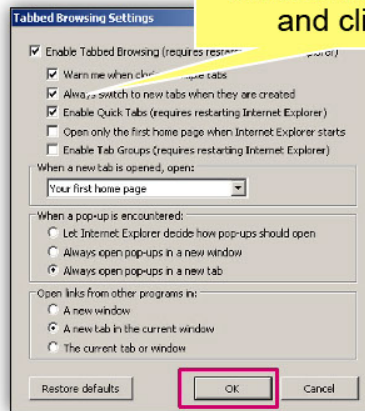 and cli
Tabbed Browsing Settings
Enable Tabbed Browsing (requires restar Explorer)
Warn me when clo tabs
Always switch to new tabs when they are created
Enable Quick Tabs (requires restarting Internet Explorer)
Open only the first home page when Internet Explorer starts
Enable Tab Groups (requires restarting Internet Explorer)
When a new tab is opened, open:
Your first home page
When a pop-up is encountered:
Let Internet Explorer decide how pop-ups should open
Always open pop-ups in a new window
Always open pop-ups in a new tab
Open links from other programs in:
A new window
A new tab in the current window
The current tab or window
Restore defaults OK Cancel